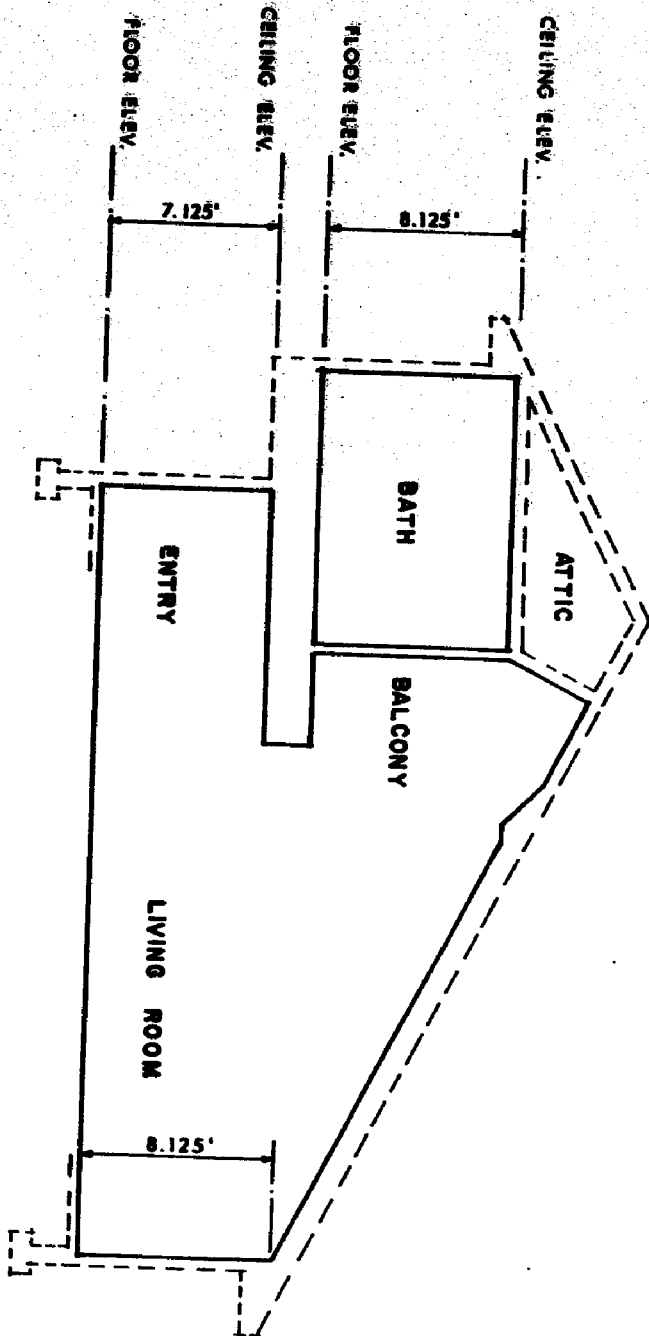 CEILING ELEV.
8.125'
FLOOR ELEV.
CEILING ELEV.
7.125'
FLOOR ELEV.
ATTIC
BATH
BALCONY
ENTRY
LIVING ROOM
8.125'